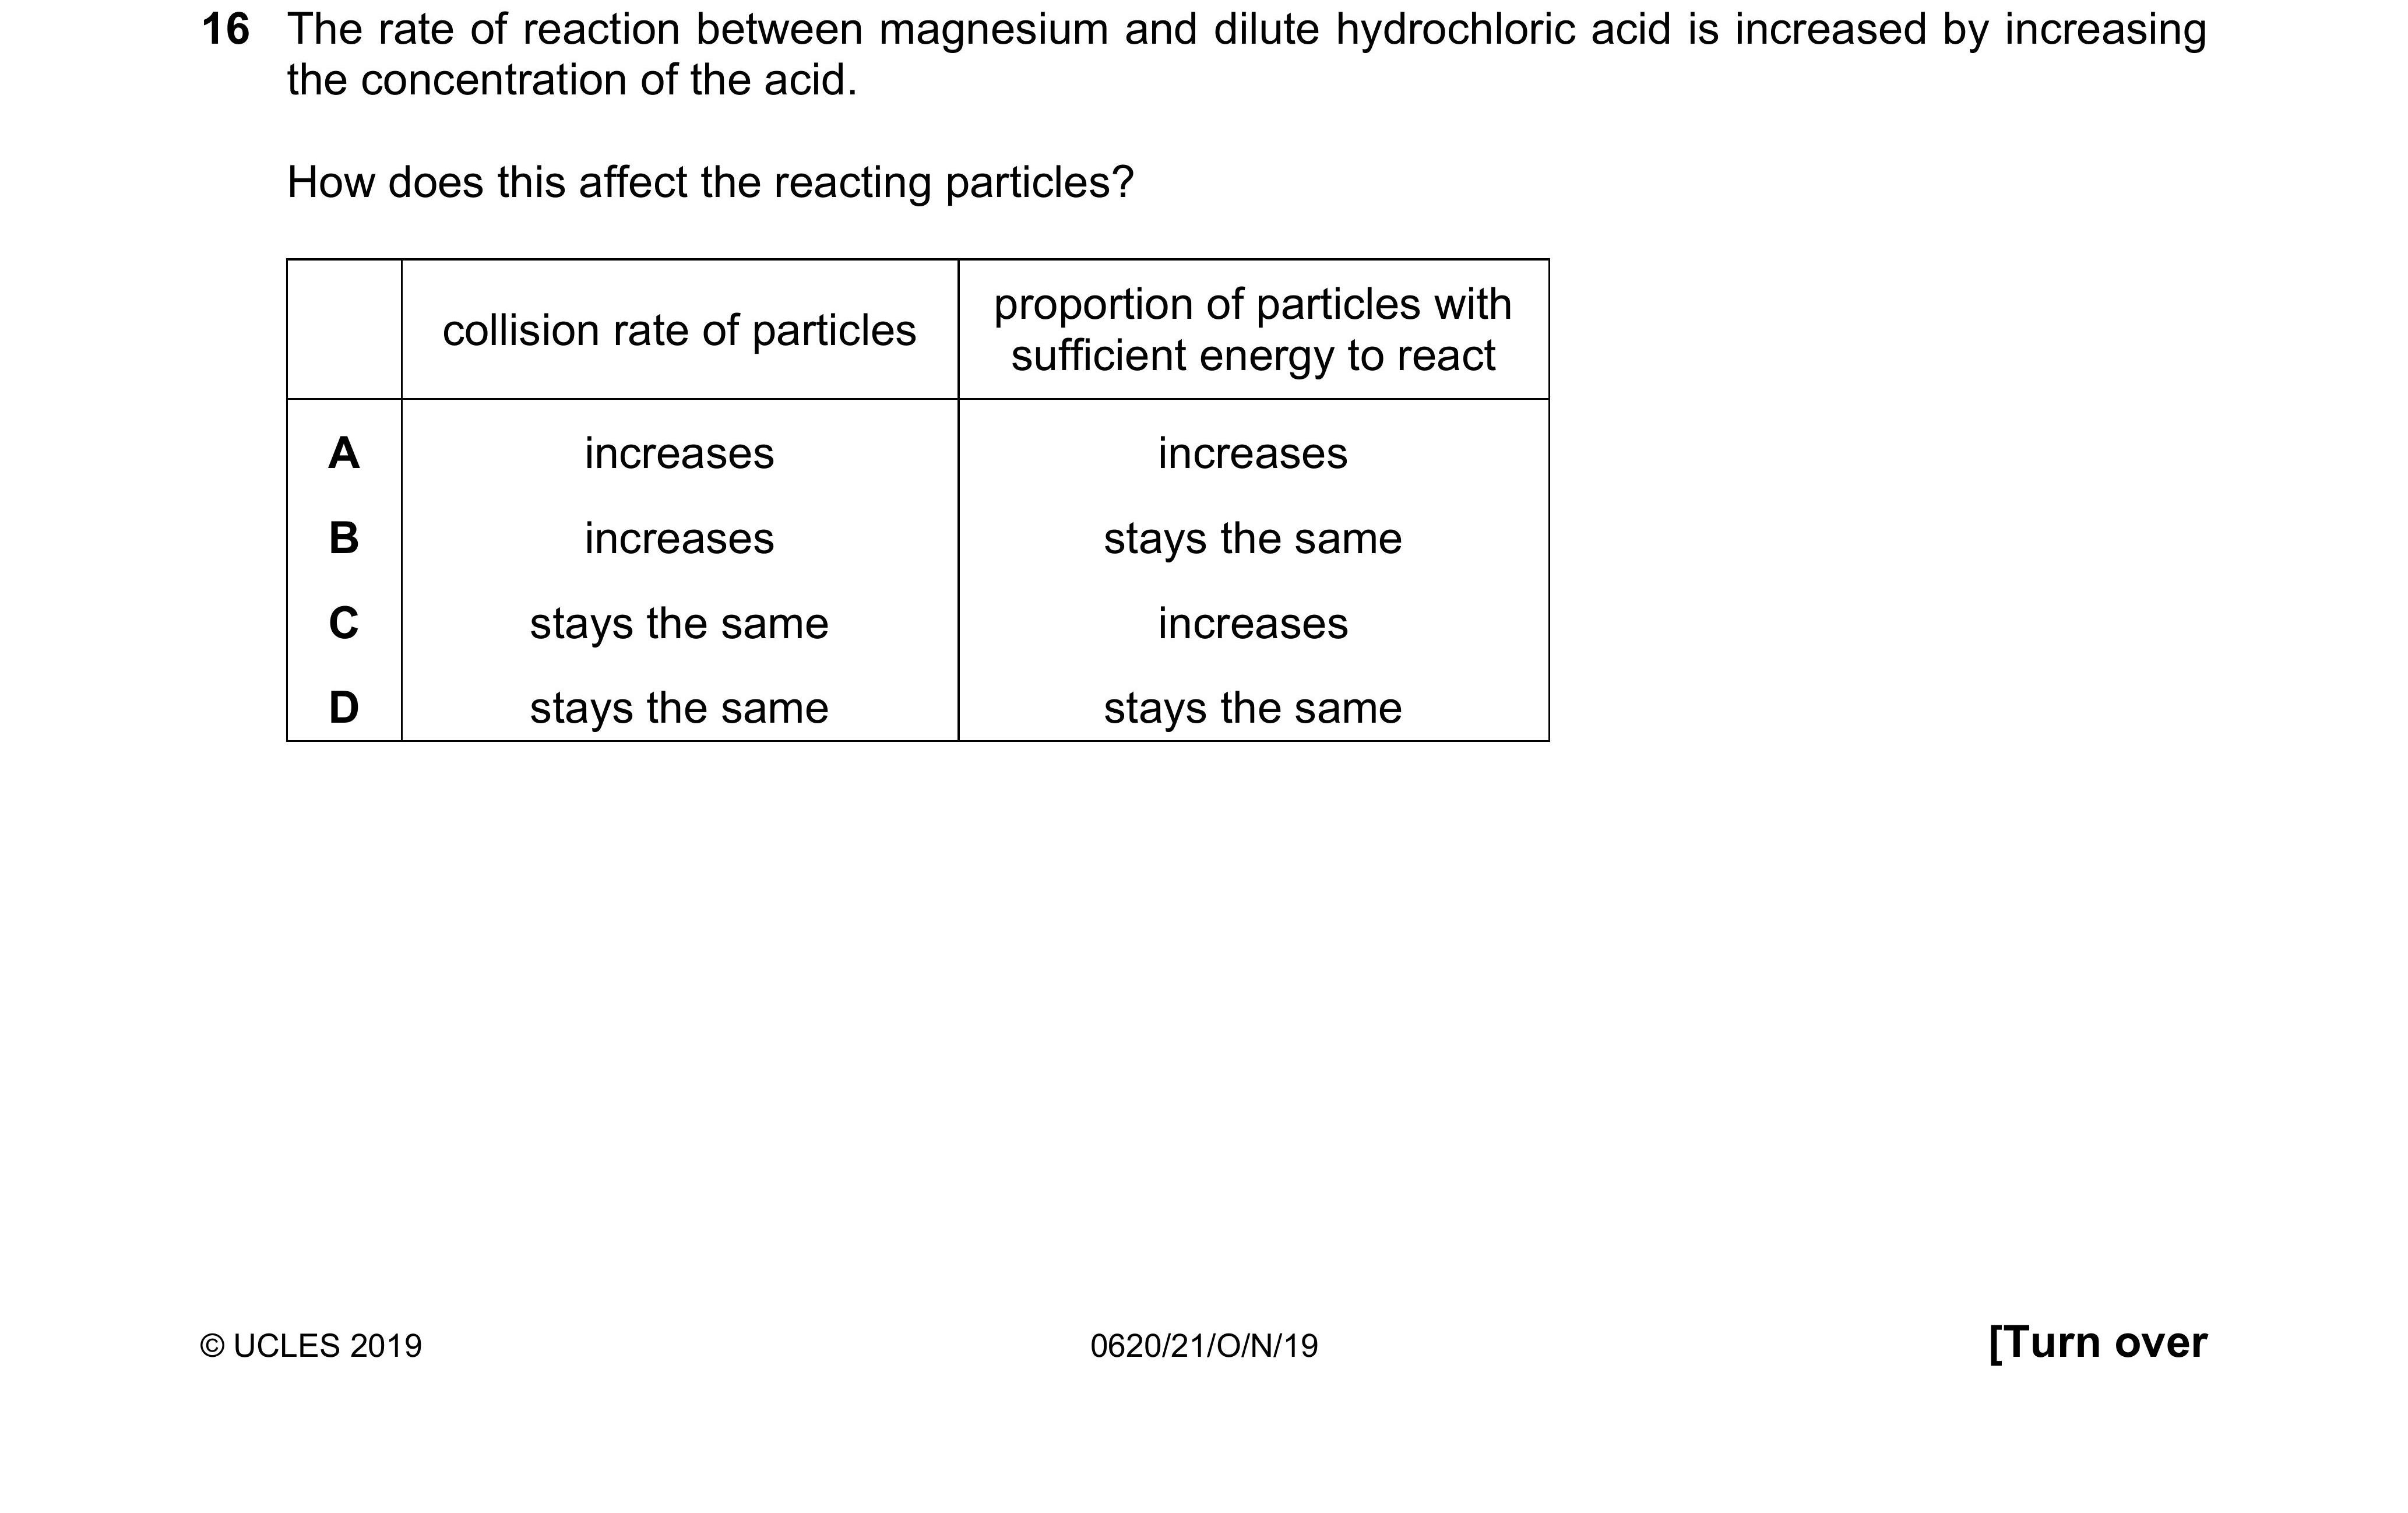 16 The rate of reaction between magnesium and dilute hydrochloric acid is increased by increasing
the concentration of the acid.
How does this affect the reacting particles?
collision rate of particles
proportion of particles with
sufficient energy to react
A increases increases
B increases stays the same
C stays the same increases
D stays the same stays the same
© UCLES 2019 0620/21/O/N/19 [Turn over